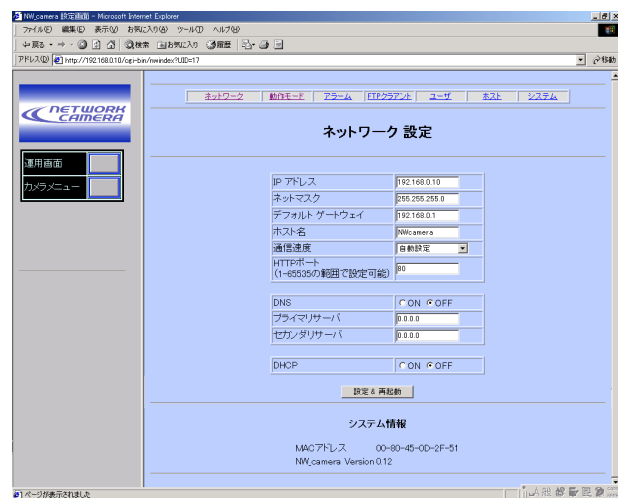 NW_camera 設定画面 - Microsoft Internet Explorer
ファイル(F) 編集(E) 表示(V) お気に入り(A) ツール(T) ヘルプ(H)
戻る 検索 お気に入り 履歴
アドレス(D) http://192.168.0.10/cgi-bin/nwindex?UID=17 移動
NETWORK
CAMERA
運用画面
カメラメニュー
ネットワーク 動作モード アラーム FTPクライアント ユーザ ホスト システム
ネットワーク 設定
IP アドレス 192.168.0.10
ネットマスク 255.255.255.0
デフォルト ゲートウェイ 192.168.0.1
ホスト名 NWcamera
通信速度 自動設定
HTTPポート
(1-65535の範囲で設定可能) 80
DNS ON OFF
プライマリサーバ 0.0.0.0
セカンダリサーバ 0.0.0.0
DHCP ON OFF
設定 & 再起動
システム情報
MACアドレス 00-80-45-0D-2F-51
NW_camera Version 0.12
ページが表示されました